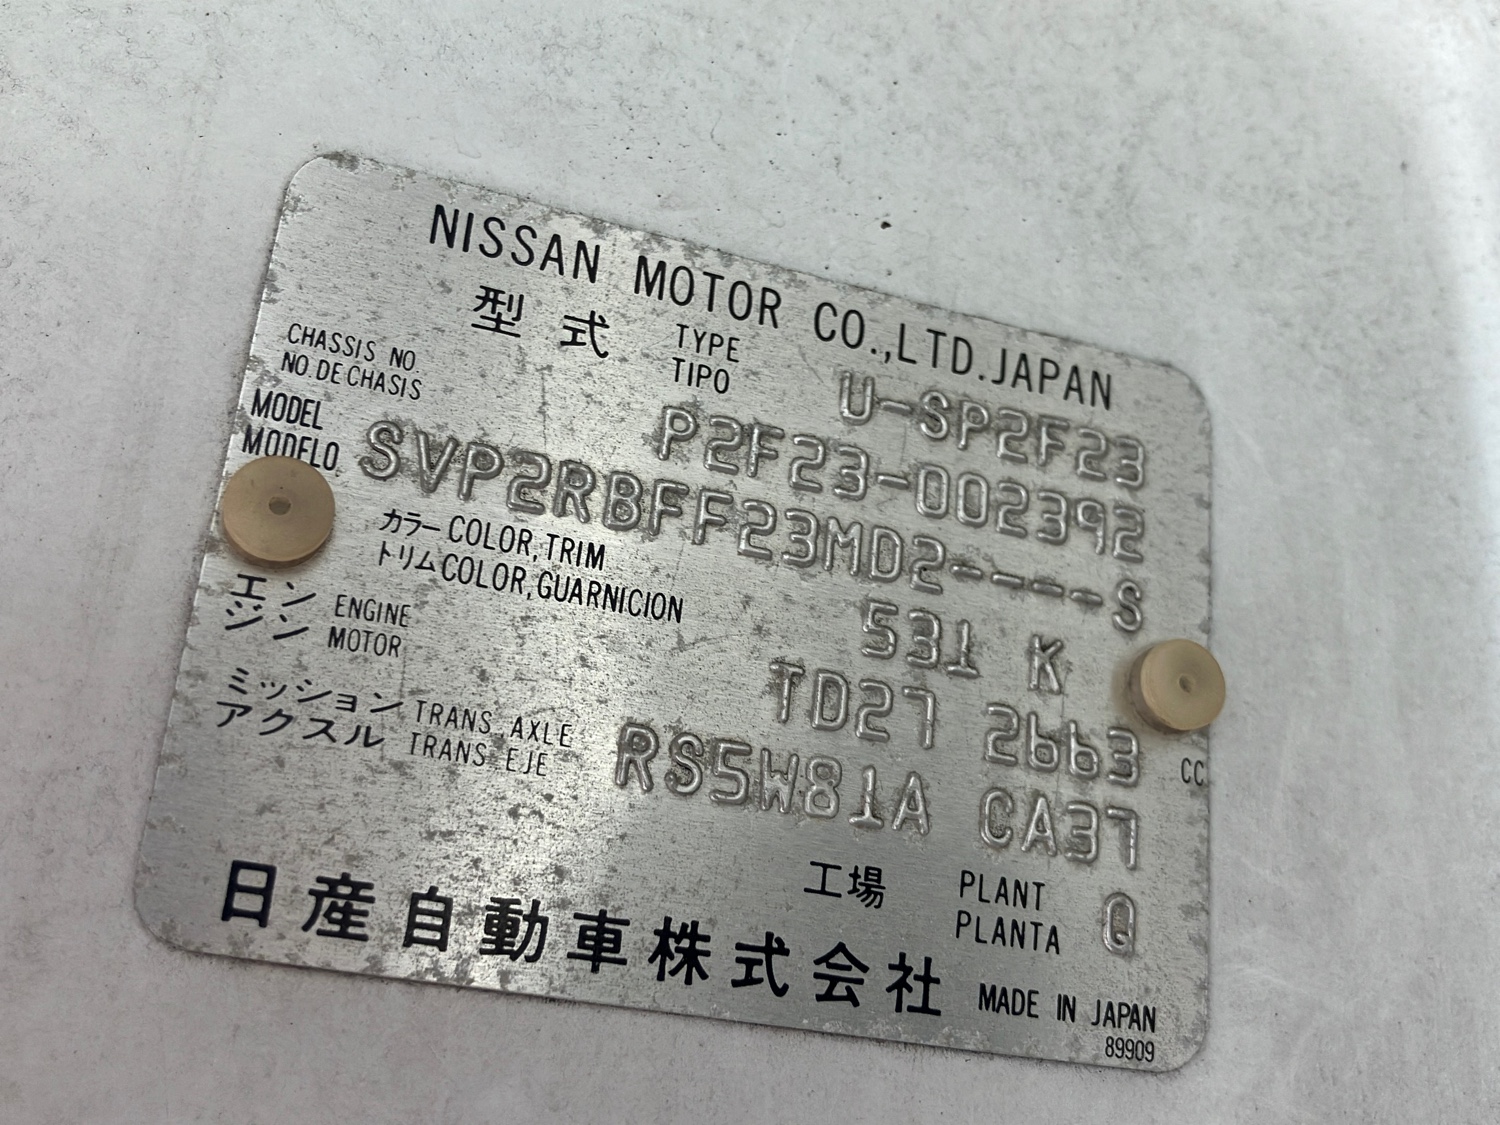 NISSAN MOTOR CO.,LTD. JAPAN
型式 TYPE TIPO U-SP2F23
CHASSIS NO. NO. DE CHASIS P2F23-002392
MODEL MODELO SVP2RBFF23MD2----S
カラー COLOR, TRIM
トリム COLOR, GUARNICION 531 K
エンジン ENGINE MOTOR TD27 2663 CC
ミッション TRANS. AXLE
アクスル TRANS. EJE RS5W81A CA37
工場 PLANT PLANTA Q
日産自動車株式会社 MADE IN JAPAN
89909